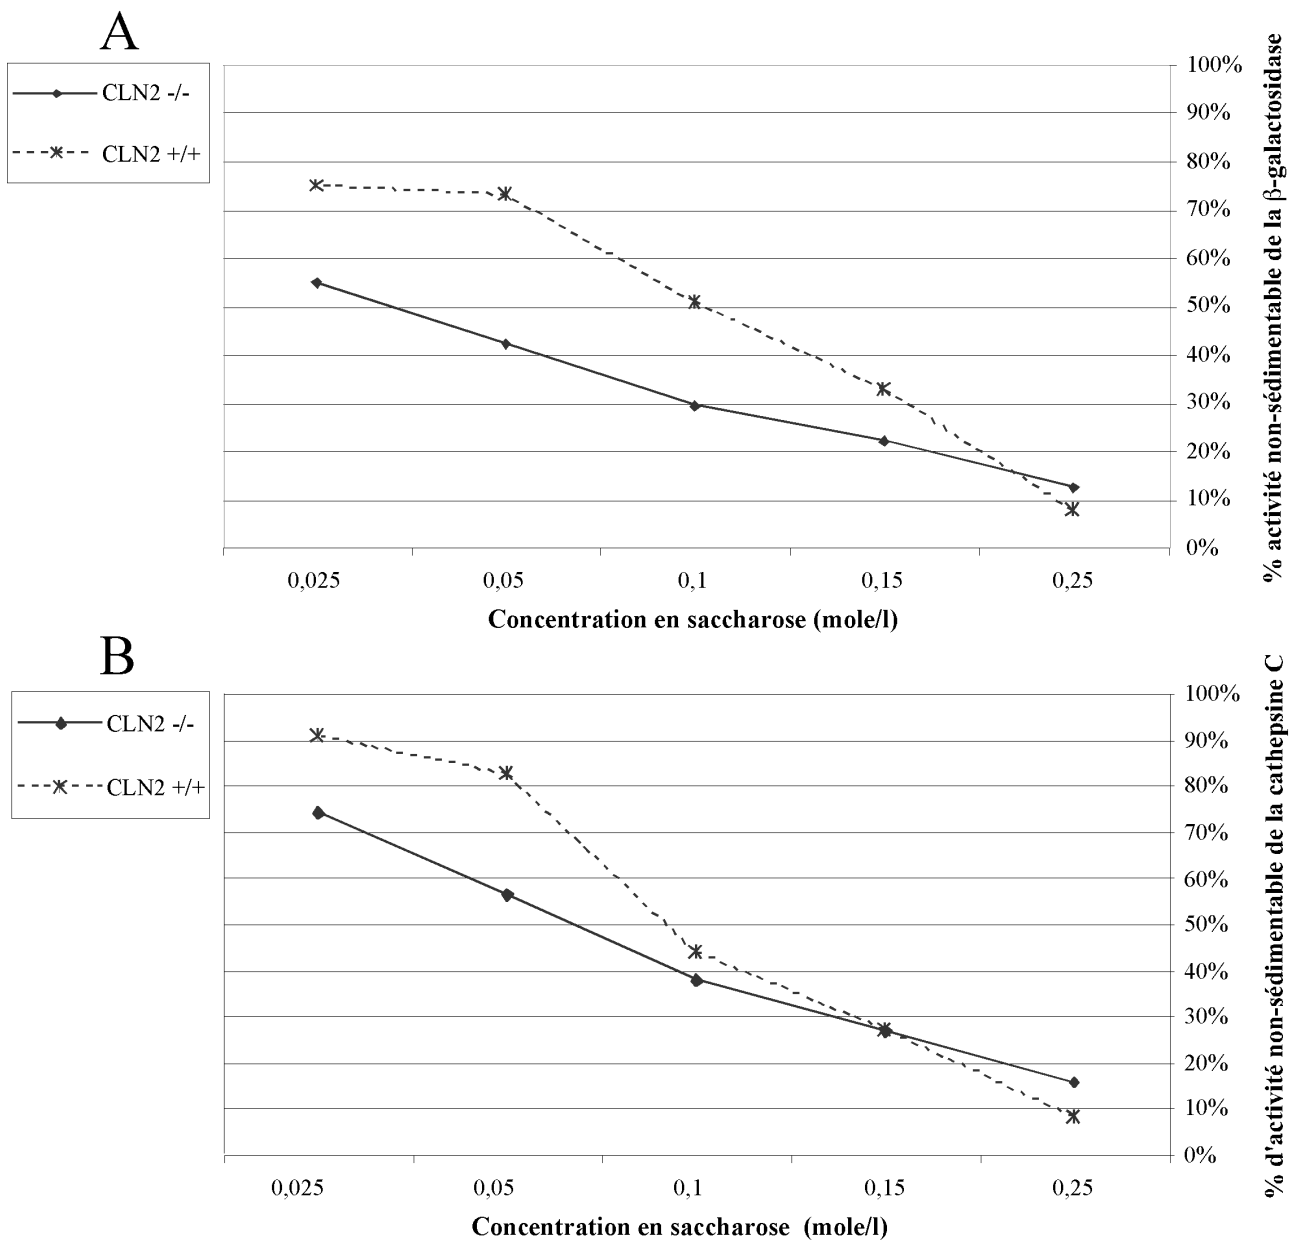 A
CLN2 -/-
CLN2 +/+
100%
90%
80%
70%
60%
50%
40%
30%
20%
10%
0%
% activité non-sédimentable de la β-galactosidase
0,025 0,05 0,1 0,15 0,25
Concentration en saccharose (mole/l)
B
CLN2 -/-
CLN2 +/+
100%
90%
80%
70%
60%
50%
40%
30%
20%
10%
0%
% d'activité non-sédimentable de la cathepsine C
0,025 0,05 0,1 0,15 0,25
Concentration en saccharose (mole/l)